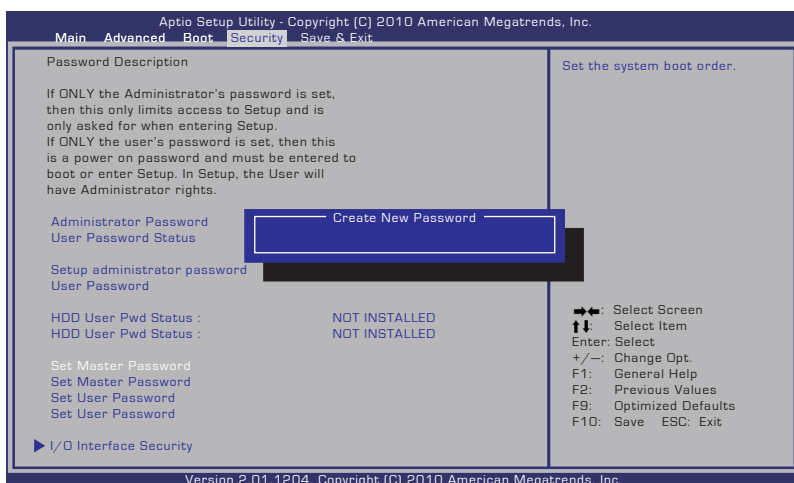 Aptio Setup Utility - Copyright (C) 2010 American Megatrends, Inc.
Main Advanced Boot Security Save & Exit
Password Description
If ONLY the Administrator's password is set,
then this only limits access to Setup and is
only asked for when entering Setup.
If ONLY the user's password is set, then this
is a power on password and must be entered to
boot or enter Setup. In Setup, the User will
have Administrator rights.
Administrator Password
User Password Status
Create New Password
Setup administrator password
User Password
HDD User Pwd Status : NOT INSTALLED
HDD User Pwd Status : NOT INSTALLED
Set Master Password
Set Master Password
Set User Password
Set User Password
I/O Interface Security
Set the system boot order.
→←: Select Screen
↑↓: Select Item
Enter: Select
+/—: Change Opt.
F1: General Help
F2: Previous Values
F9: Optimized Defaults
F10: Save ESC: Exit
Version 2.01.1204. Copyright (C) 2010 American Megatrends, Inc.